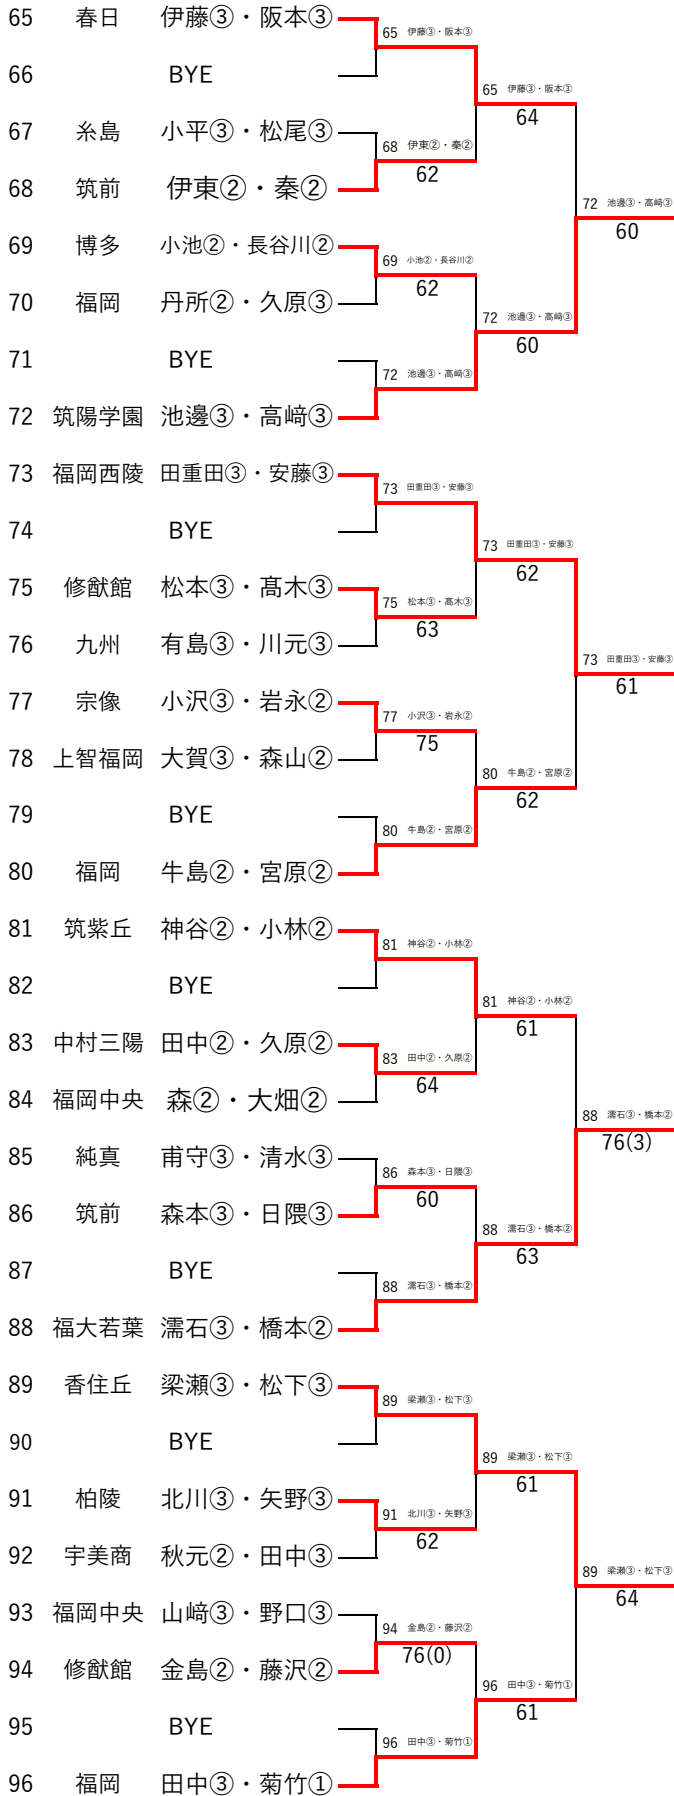 65 春日 伊藤③・阪本③
65 伊藤③・阪本③
66 BYE
65 伊藤③・阪本③
64
67 糸島 小平③・松尾③
68 伊東②・秦②
62
68 筑前 伊東②・秦②
72 池邊③・高﨑③
60
69 博多 小池②・長谷川②
69 小池②・長谷川②
62
70 福岡 丹所②・久原③
72 池邊③・高﨑③
60
71 BYE
72 池邊③・高﨑③
72 筑陽学園 池邊③・高﨑③
73 福岡西陵 田重田③・安藤③
73 田重田③・安藤③
74 BYE
73 田重田③・安藤③
62
75 修猷館 松本③・髙木③
75 松本③・髙木③
63
76 九州 有島③・川元③
73 田重田③・安藤③
61
77 宗像 小沢③・岩永②
77 小沢③・岩永②
75
78 上智福岡 大賀③・森山②
80 牛島②・宮原②
62
79 BYE
80 牛島②・宮原②
80 福岡 牛島②・宮原②
81 筑紫丘 神谷②・小林②
81 神谷②・小林②
82 BYE
81 神谷②・小林②
61
83 中村三陽 田中②・久原②
83 田中②・久原②
64
84 福岡中央 森②・大畑②
88 濡石③・橋本②
76(3)
85 純真 甫守③・清水③
86 森本③・日隈③
60
86 筑前 森本③・日隈③
88 濡石③・橋本②
63
87 BYE
88 濡石③・橋本②
88 福大若葉 濡石③・橋本②
89 香住丘 梁瀬③・松下③
89 梁瀬③・松下③
90 BYE
89 梁瀬③・松下③
61
91 柏陵 北川③・矢野③
91 北川③・矢野③
62
92 宇美商 秋元②・田中③
89 梁瀬③・松下③
64
93 福岡中央 山﨑③・野口③
94 金島②・藤沢②
76(0)
94 修猷館 金島②・藤沢②
96 田中③・菊竹①
61
95 BYE
96 田中③・菊竹①
96 福岡 田中③・菊竹①